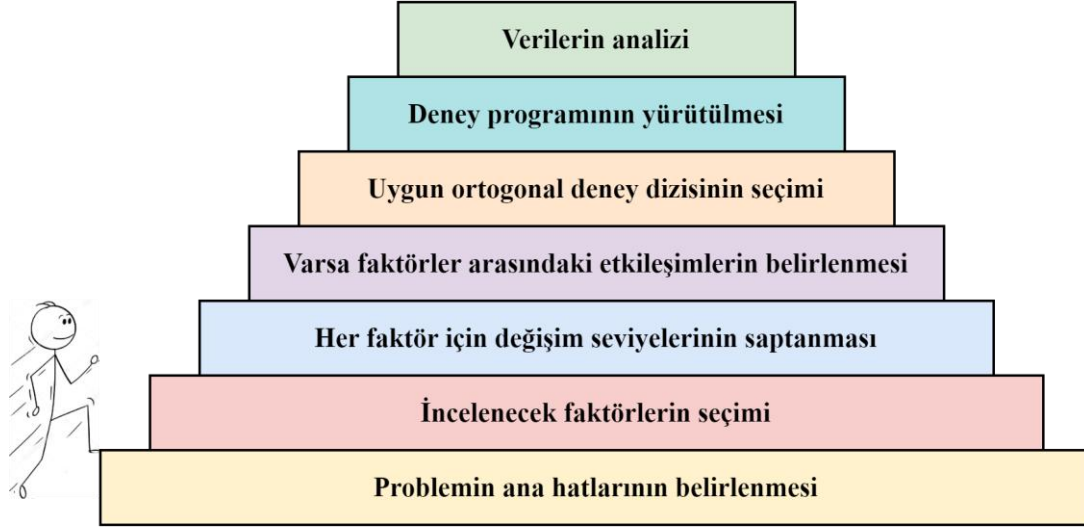 Verilerin analizi
Deney programının yürütülmesi
Uygun ortogonal deney dizisinin seçimi
Varsa faktörler arasındaki etkileşimlerin belirlenmesi
Her faktör için değişim seviyelerinin saptanması
İncelenecek faktörlerin seçimi
Problemin ana hatlarının belirlenmesi